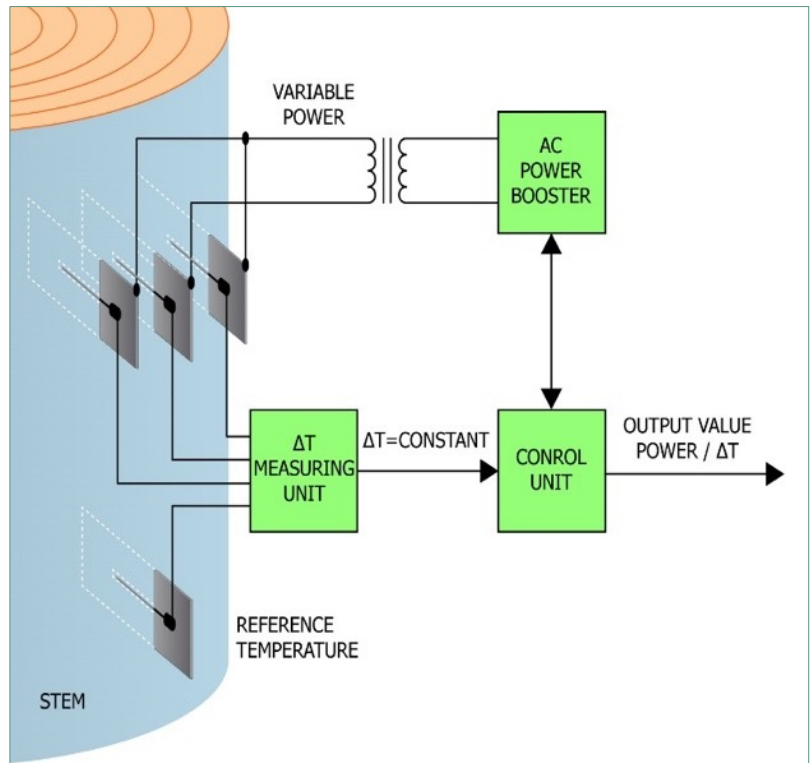 VARIABLE
POWER
AC
POWER
BOOSTER
ΔT
MEASURING
UNIT
ΔT=CONSTANT
CONROL
UNIT
OUTPUT VALUE
POWER / ΔT
REFERENCE
TEMPERATURE
STEM